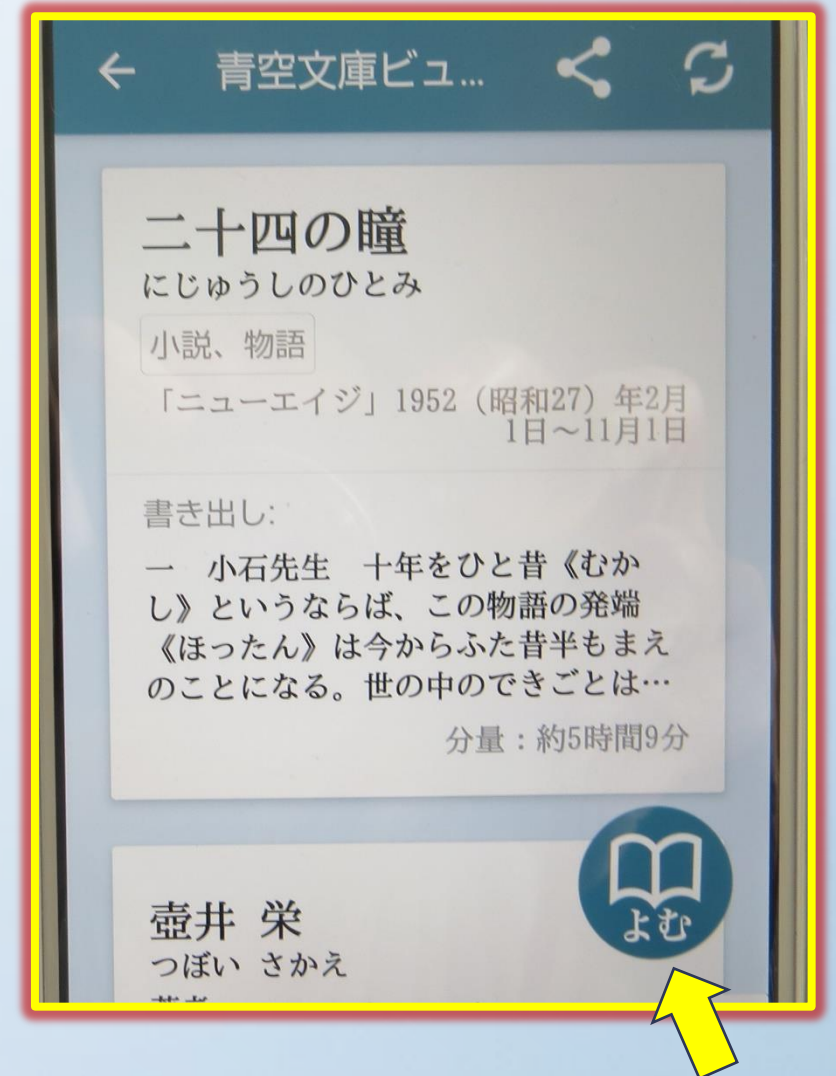 青空文庫ビュ...
二十四の瞳
にじゅうしのひとみ
小説、物語
「ニューエイジ」1952（昭和27）年2月
1日～11月1日
書き出し:
一　小石先生　十年をひと昔《むか
し》というならば、この物語の発端
《ほったん》は今からふた昔半もまえ
のことになる。世の中のできごとは…
分量：約5時間9分
よむ
壺井 栄
つぼい さかえ